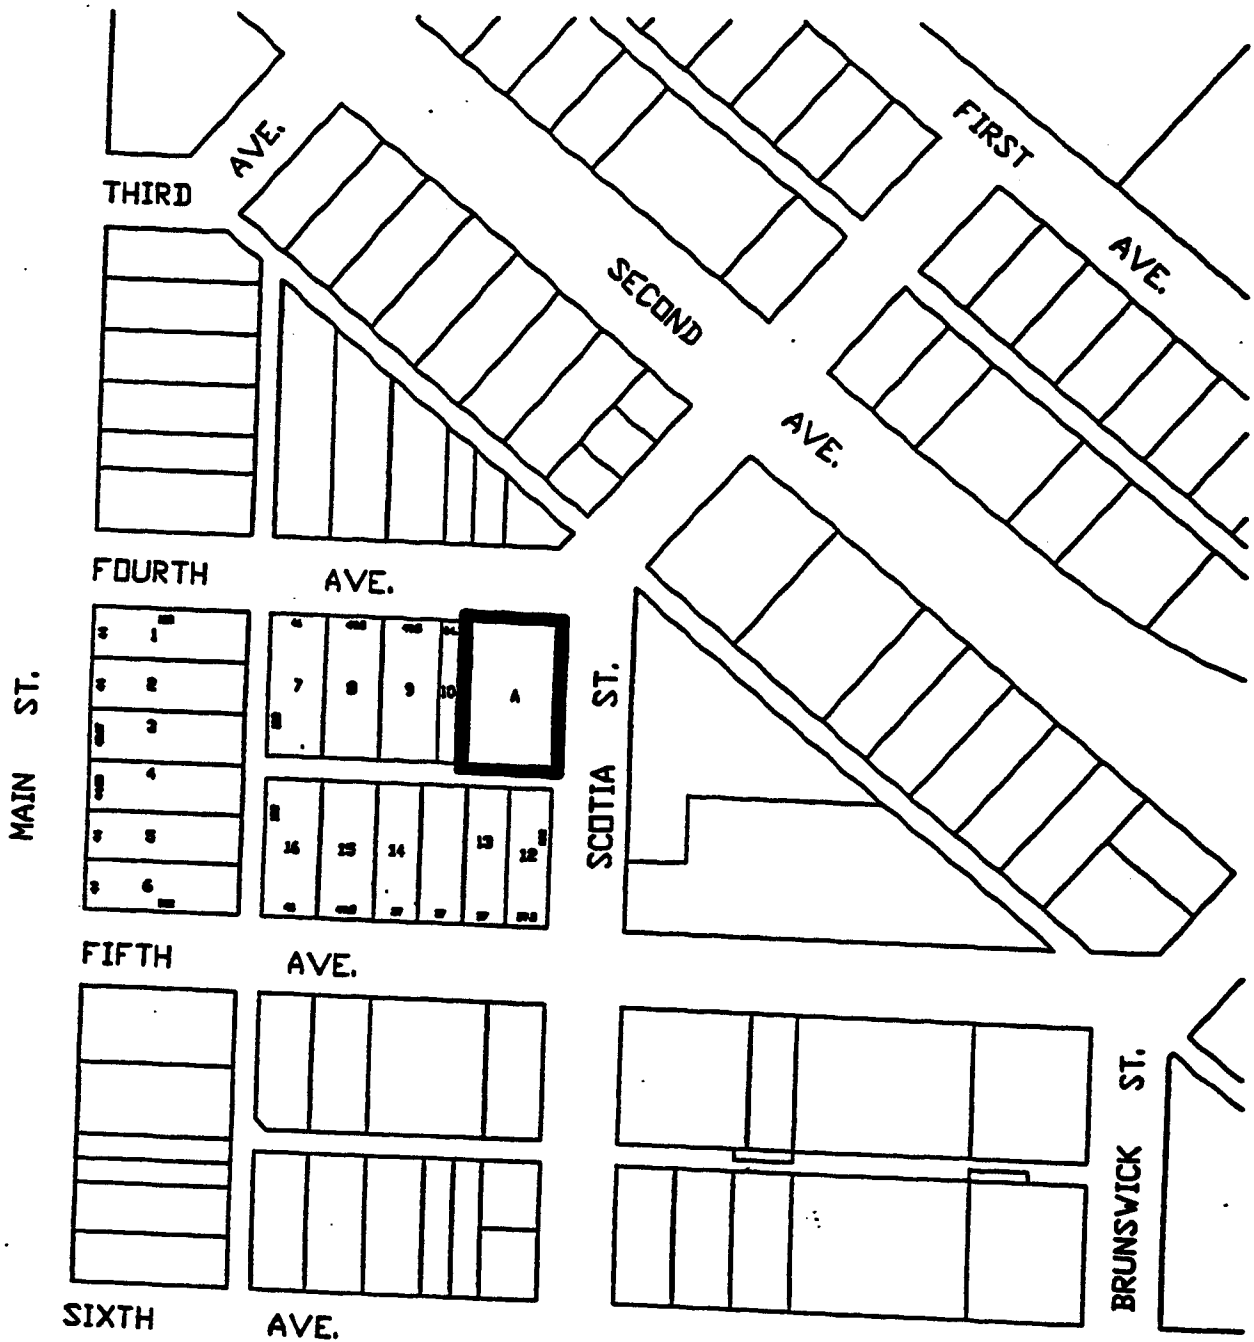 FIRST AVE.
THIRD AVE.
SECOND AVE.
FOURTH AVE.
MAIN ST.
SCOTIA ST.
1
2
3
4
5
6
7
8
9
10
A
16
15
14
13
12
FIFTH AVE.
BRUNSWICK ST.
SIXTH AVE.